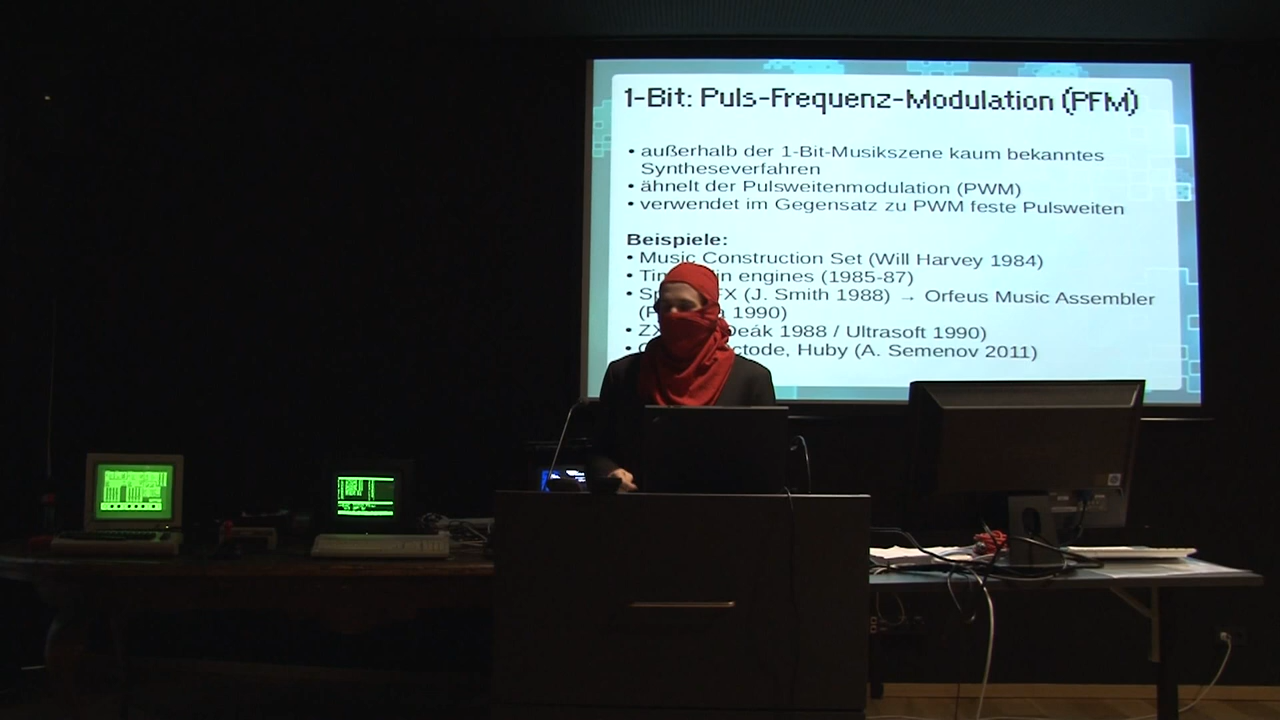 1-Bit: Puls-Frequenz-Modulation (PFM)
• außerhalb der 1-Bit-Musikszene kaum bekanntes
Syntheseverfahren
• ähnelt der Pulsweitenmodulation (PWM)
• verwendet im Gegensatz zu PWM feste Pulsweiten
Beispiele:
• Music Construction Set (Will Harvey 1984)
• engines (1985-87)
• (J. Smith 1988) → Orfeus Music Assembler
1990)
• 1988 / Ultrasoft 1990)
• Huby (A. Semenov 2011)